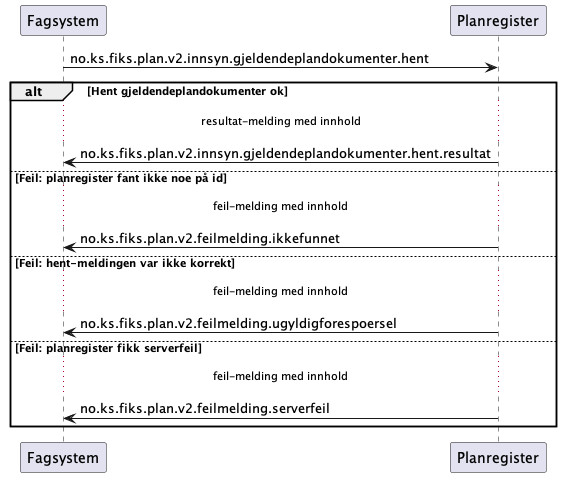 Fagsystem
Planregister
no.ks.fiks.plan.v2.innsyn.gjeldendeplandokumenter.hent
alt
[Hent gjeldendeplandokumenter ok]
resultat-melding med innhold
no.ks.fiks.plan.v2.innsyn.gjeldendeplandokumenter.hent.resultat
[Feil: planregister fant ikke noe på id]
feil-melding med innhold
no.ks.fiks.plan.v2.feilmelding.ikkefunnet
[Feil: hent-meldingen var ikke korrekt]
feil-melding med innhold
no.ks.fiks.plan.v2.feilmelding.ugyldigforespoersel
[Feil: planregister fikk serverfeil]
feil-melding med innhold
no.ks.fiks.plan.v2.feilmelding.serverfeil
Fagsystem
Planregister